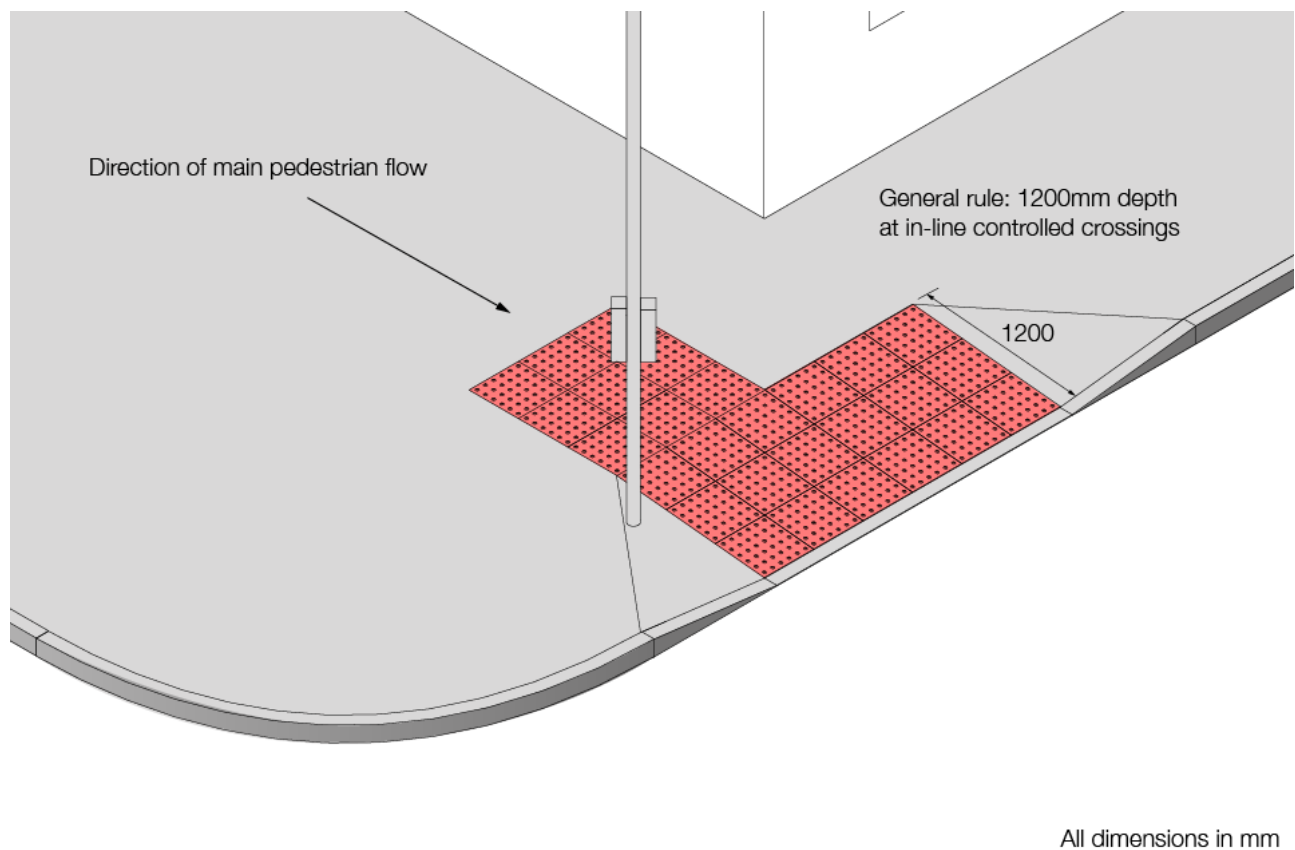 Direction of main pedestrian flow
General rule: 1200mm depth
at in-line controlled crossings
1200
All dimensions in mm